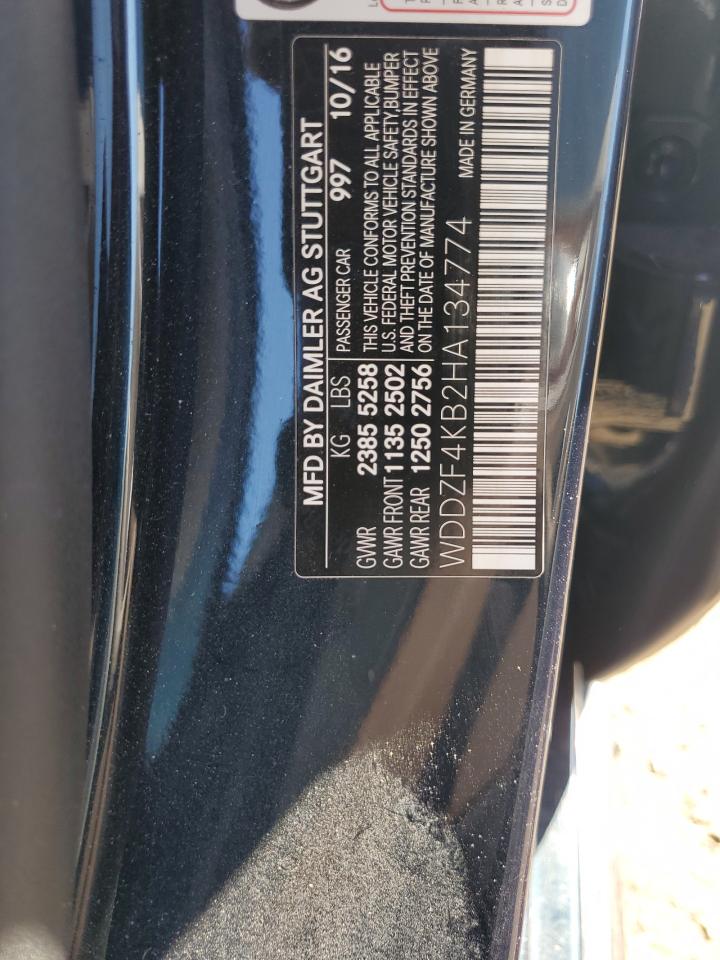 MFD BY DAIMLER AG STUTTGART
KG LBS PASSENGER CAR 997 10/16
GVWR 2385 5258 THIS VEHICLE CONFORMS TO ALL APPLICABLE
GAWR FRONT 1135 2502 U.S. FEDERAL MOTOR VEHICLE SAFETY,BUMPER
AND THEFT PREVENTION STANDARDS IN EFFECT
GAWR REAR 1250 2756 ON THE DATE OF MANUFACTURE SHOWN ABOVE
WDDZF4KB2HA134774 MADE IN GERMANY